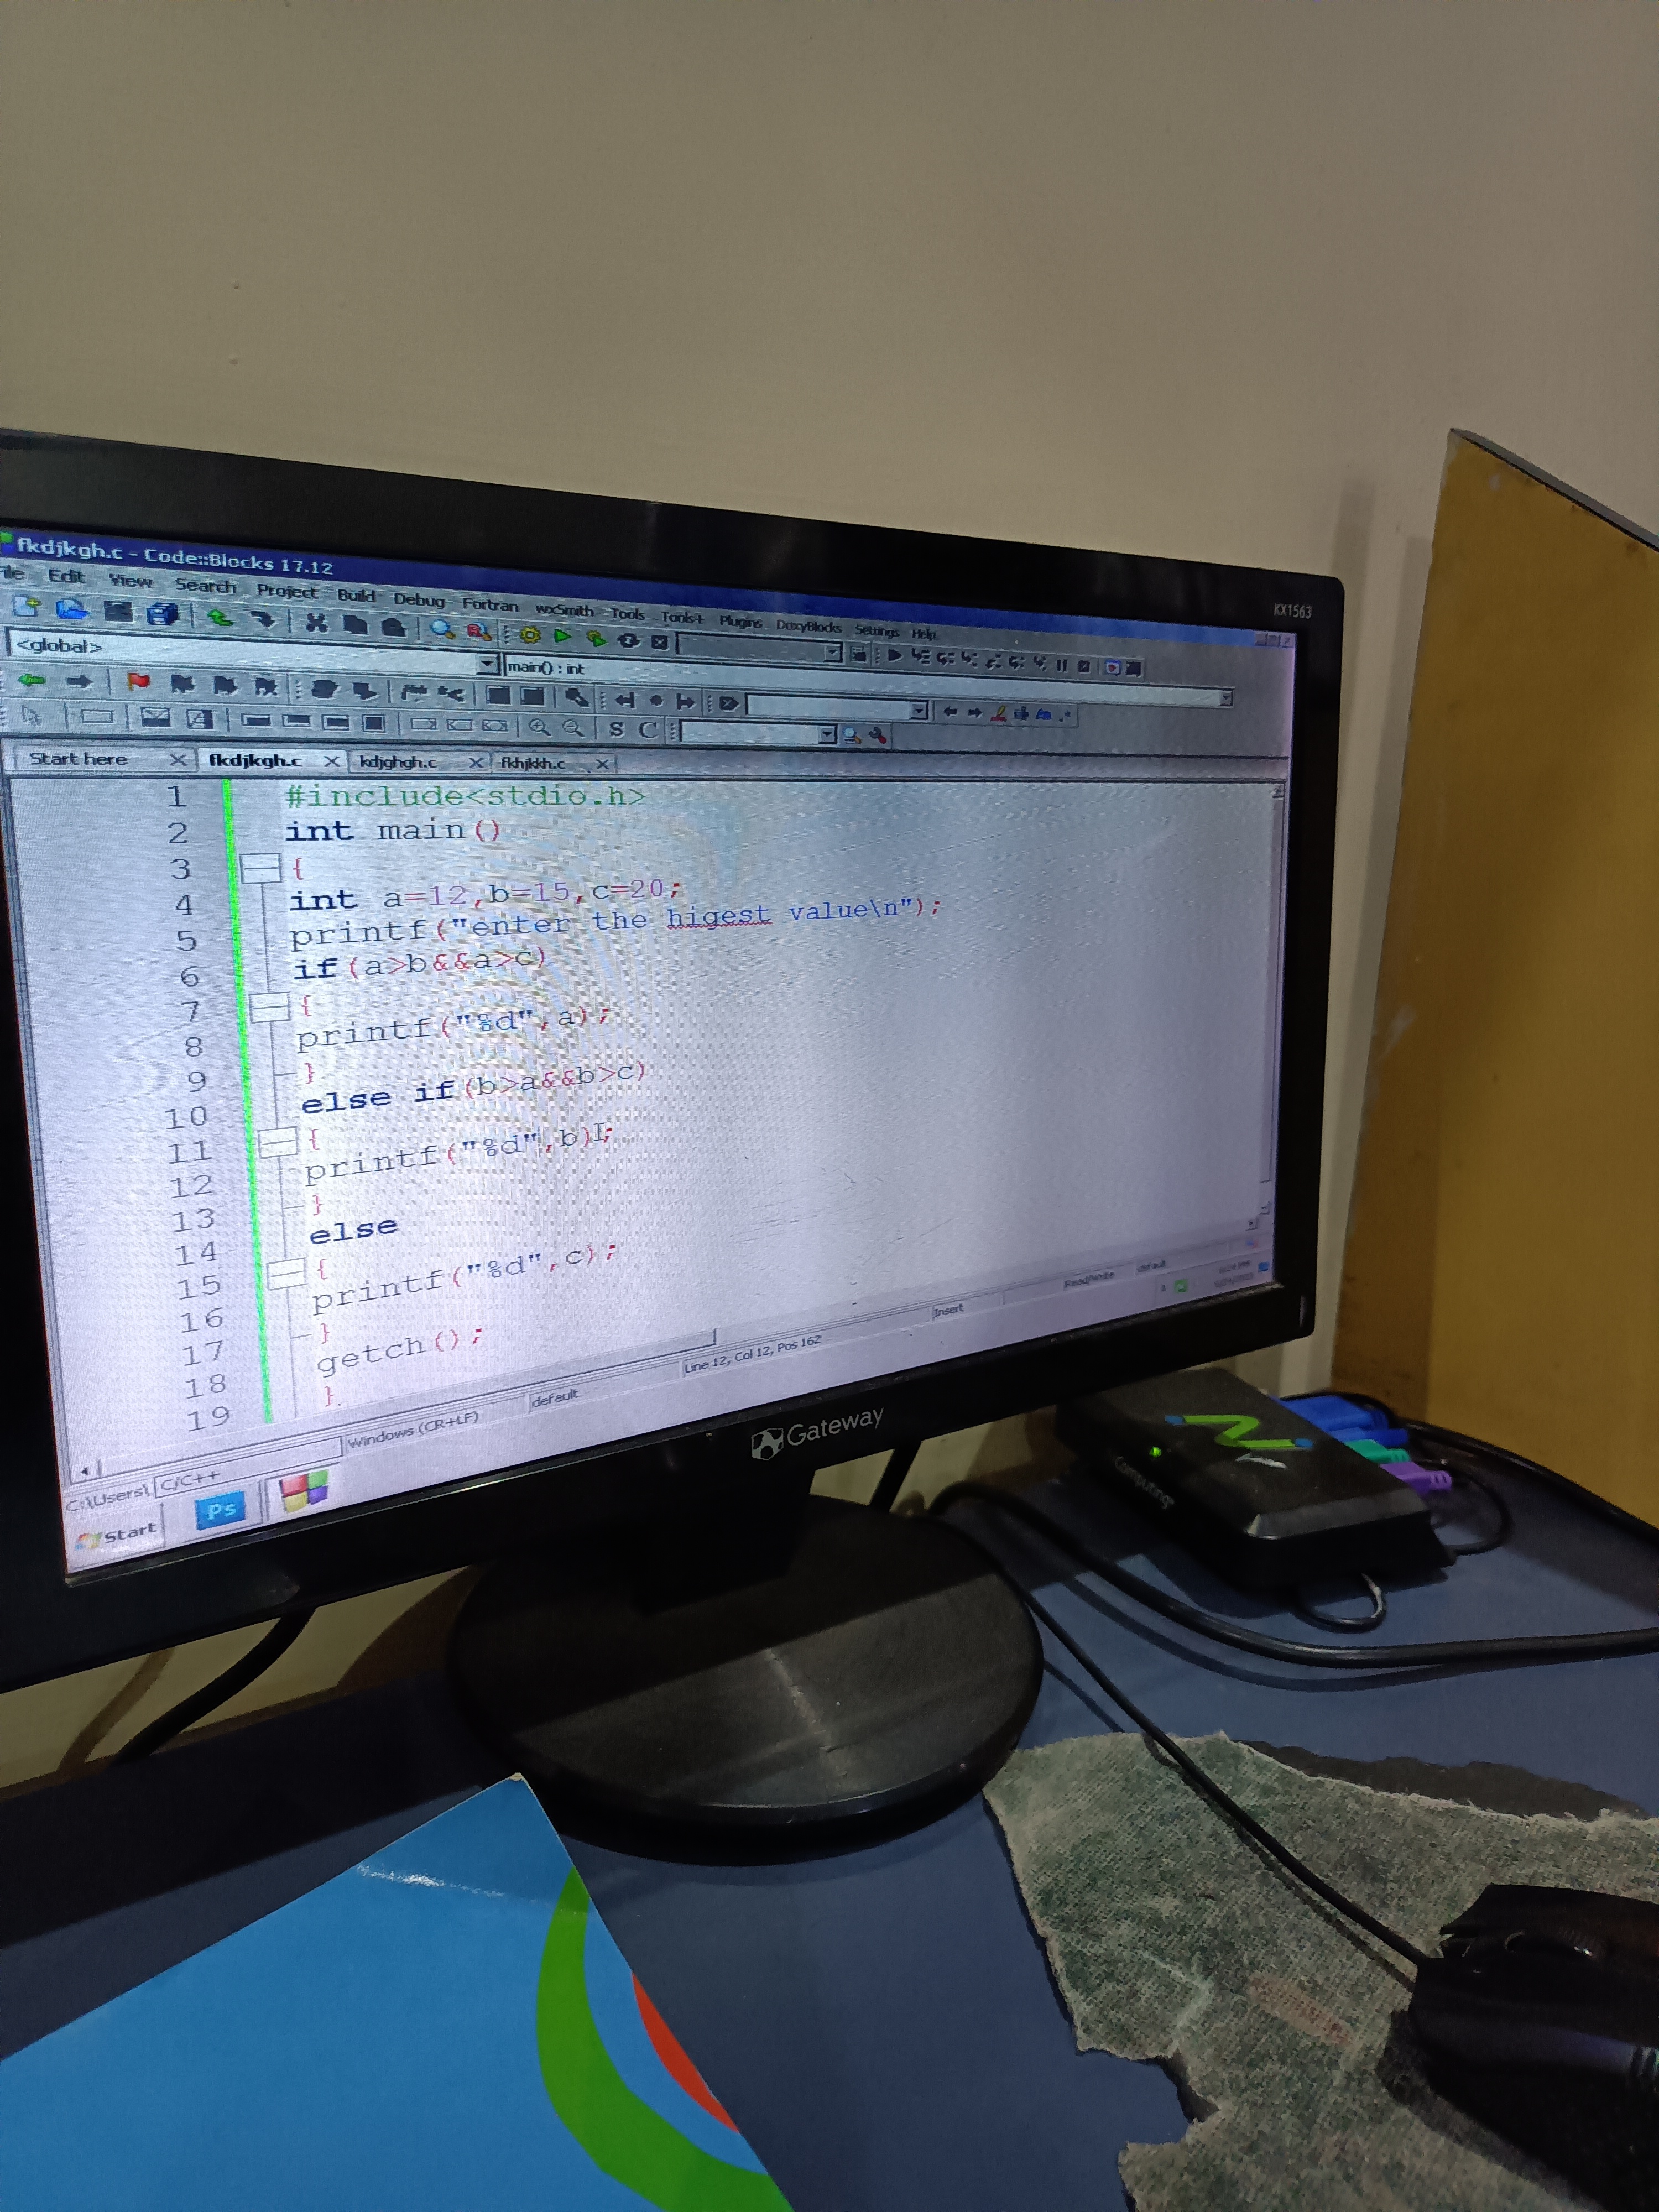 KX1563
fkdjkgh.c - Code::Blocks 17.12
Edit View Search Project Build Debug Fortran wxSmith Tools Tools+ Plugins DoxyBlocks Settings Help
<global>
main() : int
S C
Start here fkdjkgh.c kdjghgh.c fkhjkkh.c
1 #include<stdio.h>
2 int main()
3 {
4 int a=12,b=15,c=20;
5 printf("enter the higest value\n");
6 if(a>b&&a>c)
7 {
8 printf("%d",a);
9 }
10 else if(b>a&&b>c)
11 {
12 printf("%d",b);
13 }
14 else
15 {
16 printf("%d",c);
17 }
18 getch();
19 }
C:\Users\ C/C++ Windows (CR+LF) default Line 12, Col 12, Pos 162 Insert Read/Write default
Start Ps
Gateway
Computing